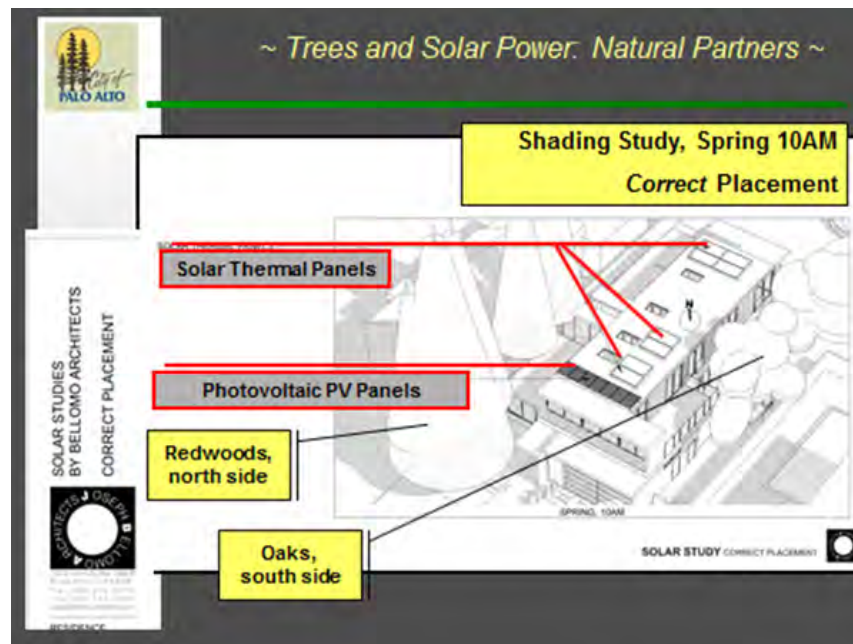 ~ Trees and Solar Power: Natural Partners ~
City of
PALO ALTO
Shading Study, Spring 10AM
Correct Placement
Solar Thermal Panels
Photovoltaic PV Panels
Redwoods,
north side
Oaks,
south side
N
SPRING, 10AM
SOLAR STUDY CORRECT PLACEMENT
SOLAR STUDIES
BY BELLOMO ARCHITECTS
CORRECT PLACEMENT
JOSEPH BELLOMO ARCHITECTS
RESIDENCE